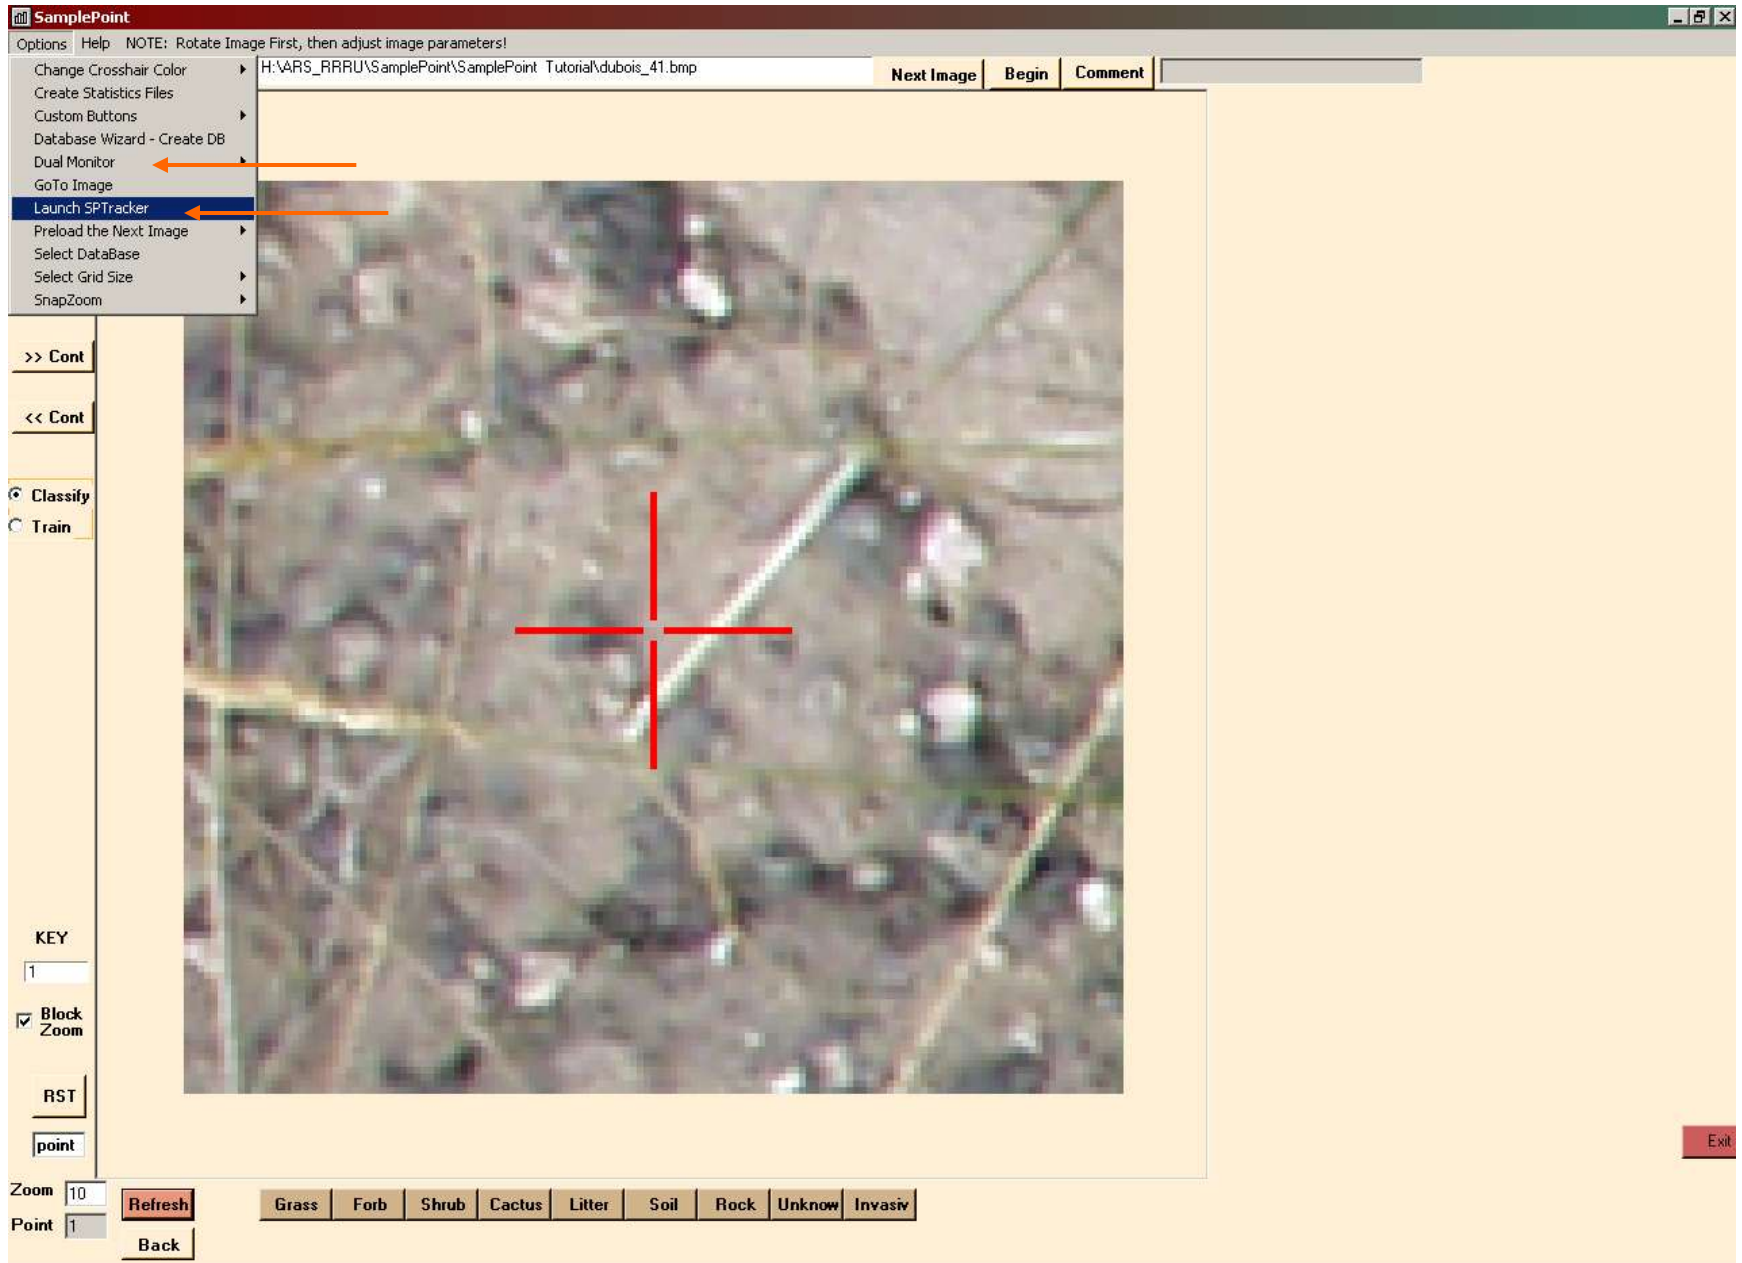 SamplePoint
Options Help NOTE: Rotate Image First, then adjust image parameters!
H:\ARS_RRRU\SamplePoint\SamplePoint Tutorial\dubois_41.bmp
Next Image
Begin
Comment
Change Crosshair Color
Create Statistics Files
Custom Buttons
Database Wizard - Create DB
Dual Monitor
GoTo Image
Launch SPTracker
Preload the Next Image
Select DataBase
Select Grid Size
SnapZoom
>> Cont
<< Cont
Classify
Train
KEY
1
Block
Zoom
RST
point
Exit
Zoom 10
Point 1
Refresh
Back
Grass Forb Shrub Cactus Litter Soil Rock Unknow Invasiv